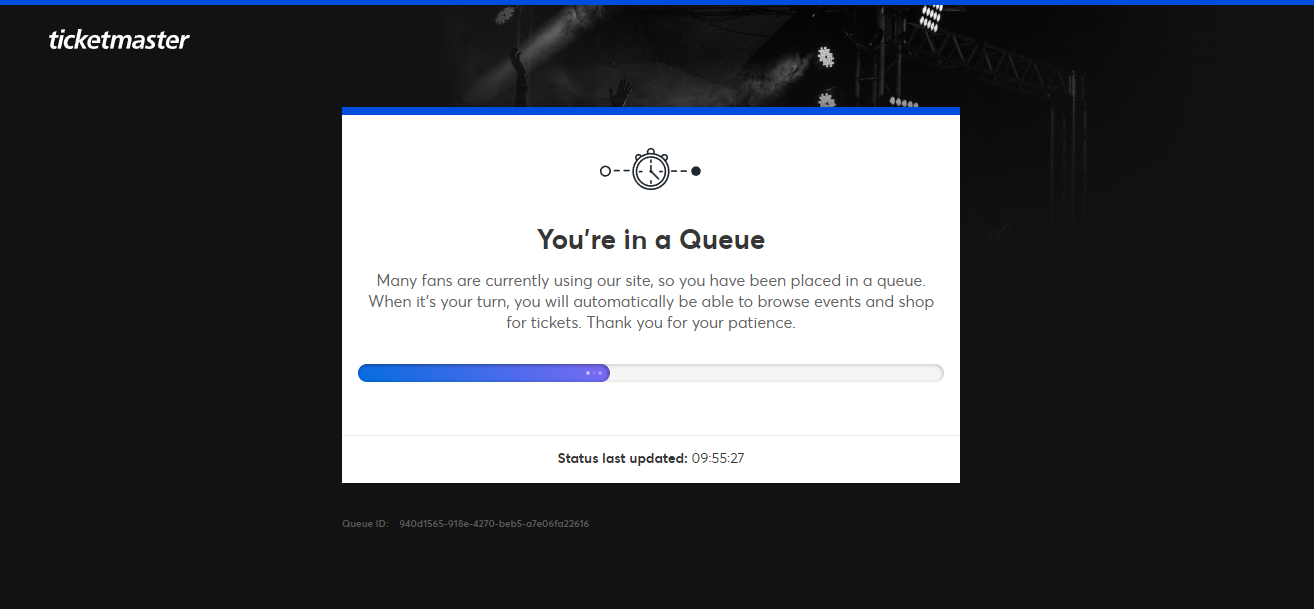 ticketmaster
You're in a Queue
Many fans are currently using our site, so you have been placed in a queue.
When it's your turn, you will automatically be able to browse events and shop
for tickets. Thank you for your patience.
Status last updated: 09:55:27
Queue ID: 940d1565-918e-4270-beb5-a7e06fa22616